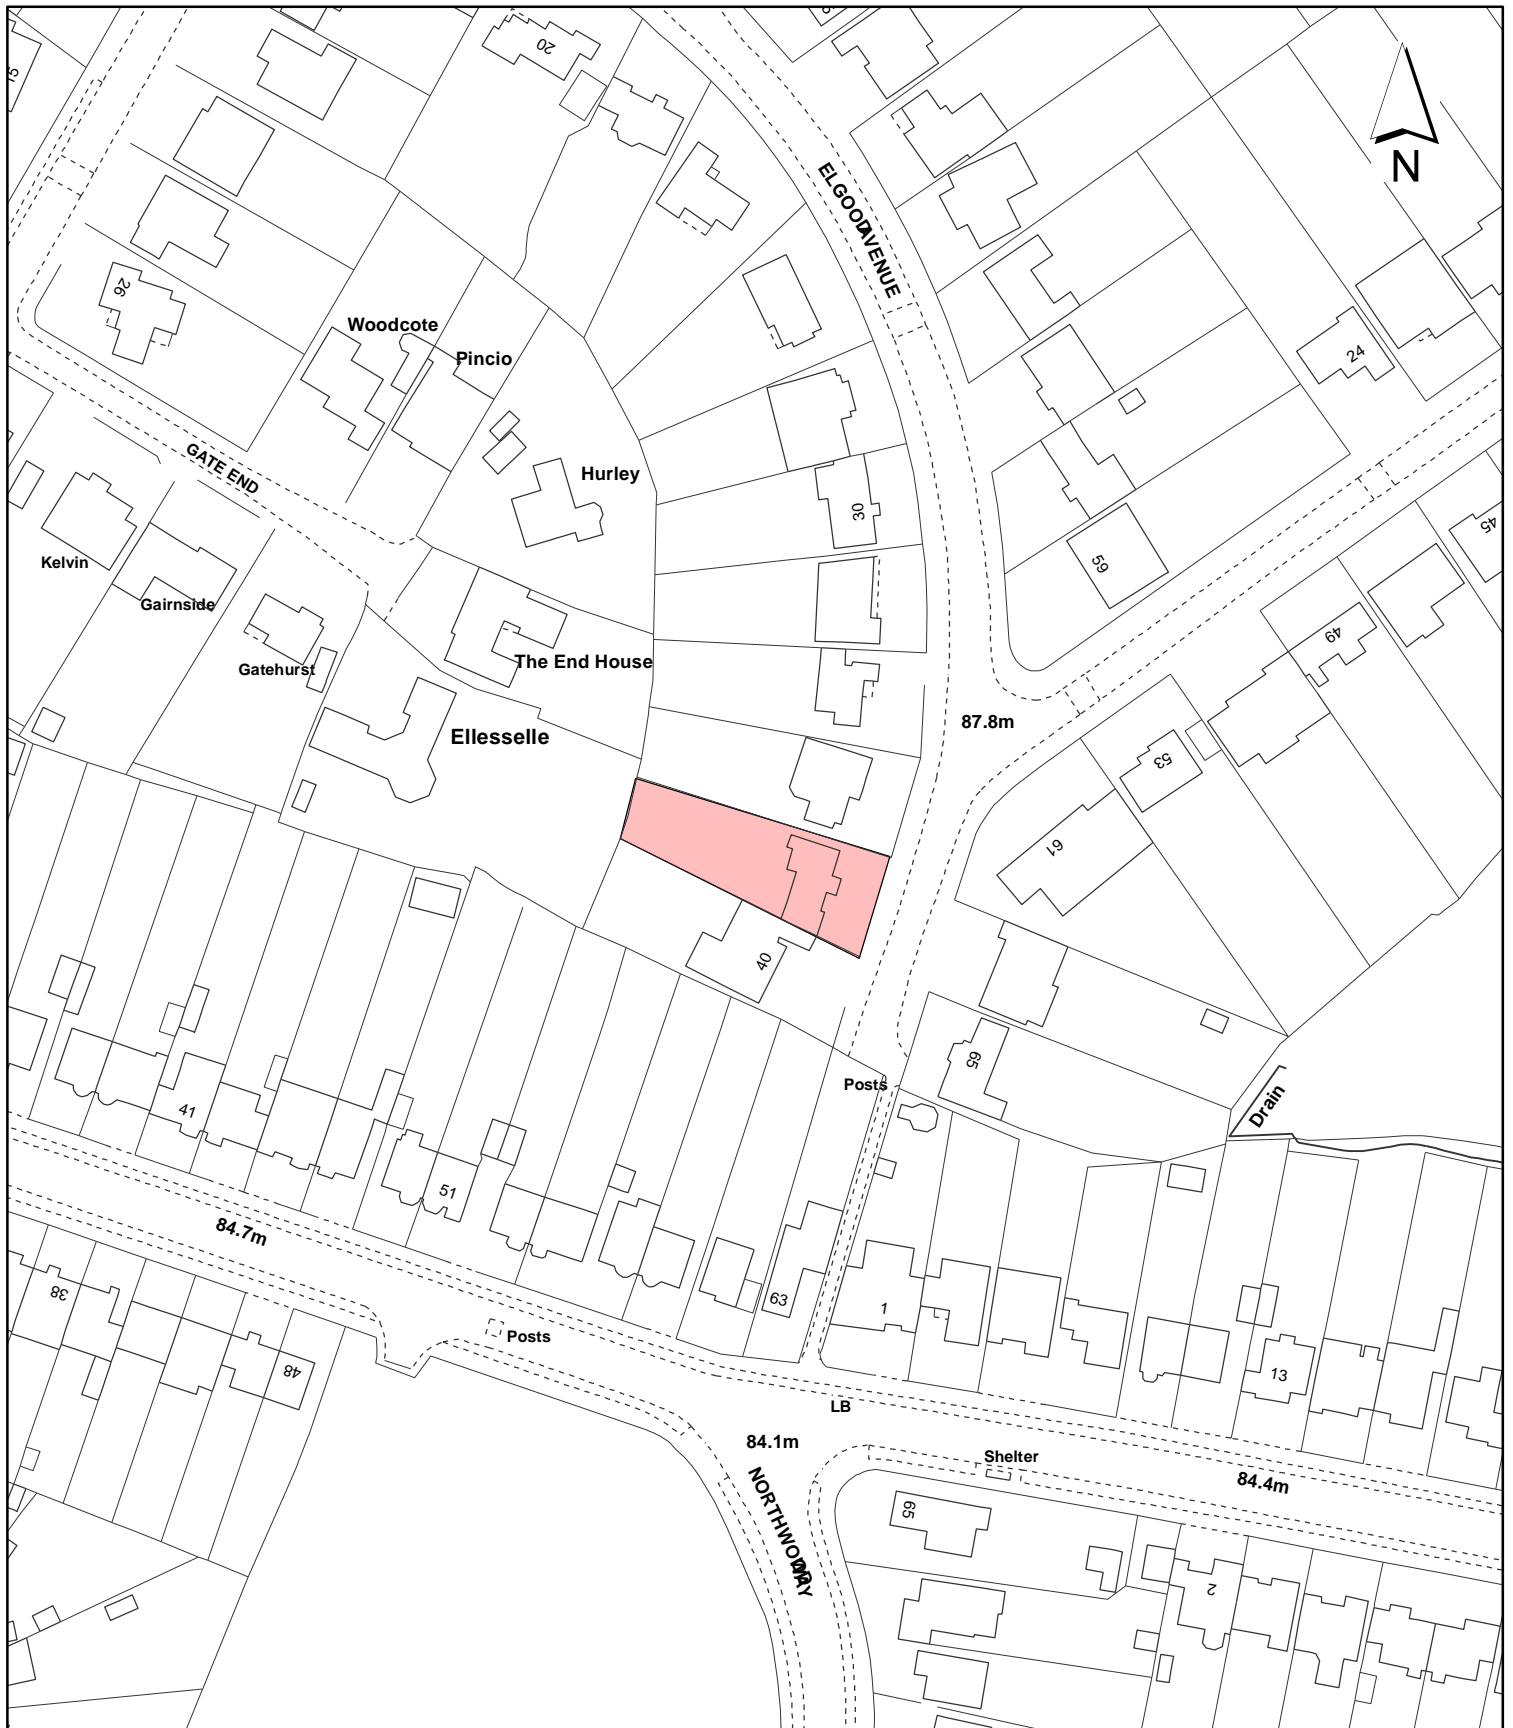 20
N
ELGOOD AVENUE
26
Woodcote
Pincio
24
GATE END
Hurley
30
45
Kelvin
59
Gairnside
49
Gatehurst
The End House
87.8m
Ellesselle
53
61
40
65
Posts
Drain
41
51
84.7m
38
63
1
Posts
48
13
LB
84.1m
Shelter
84.4m
NORTHWOOD WAY
65
2